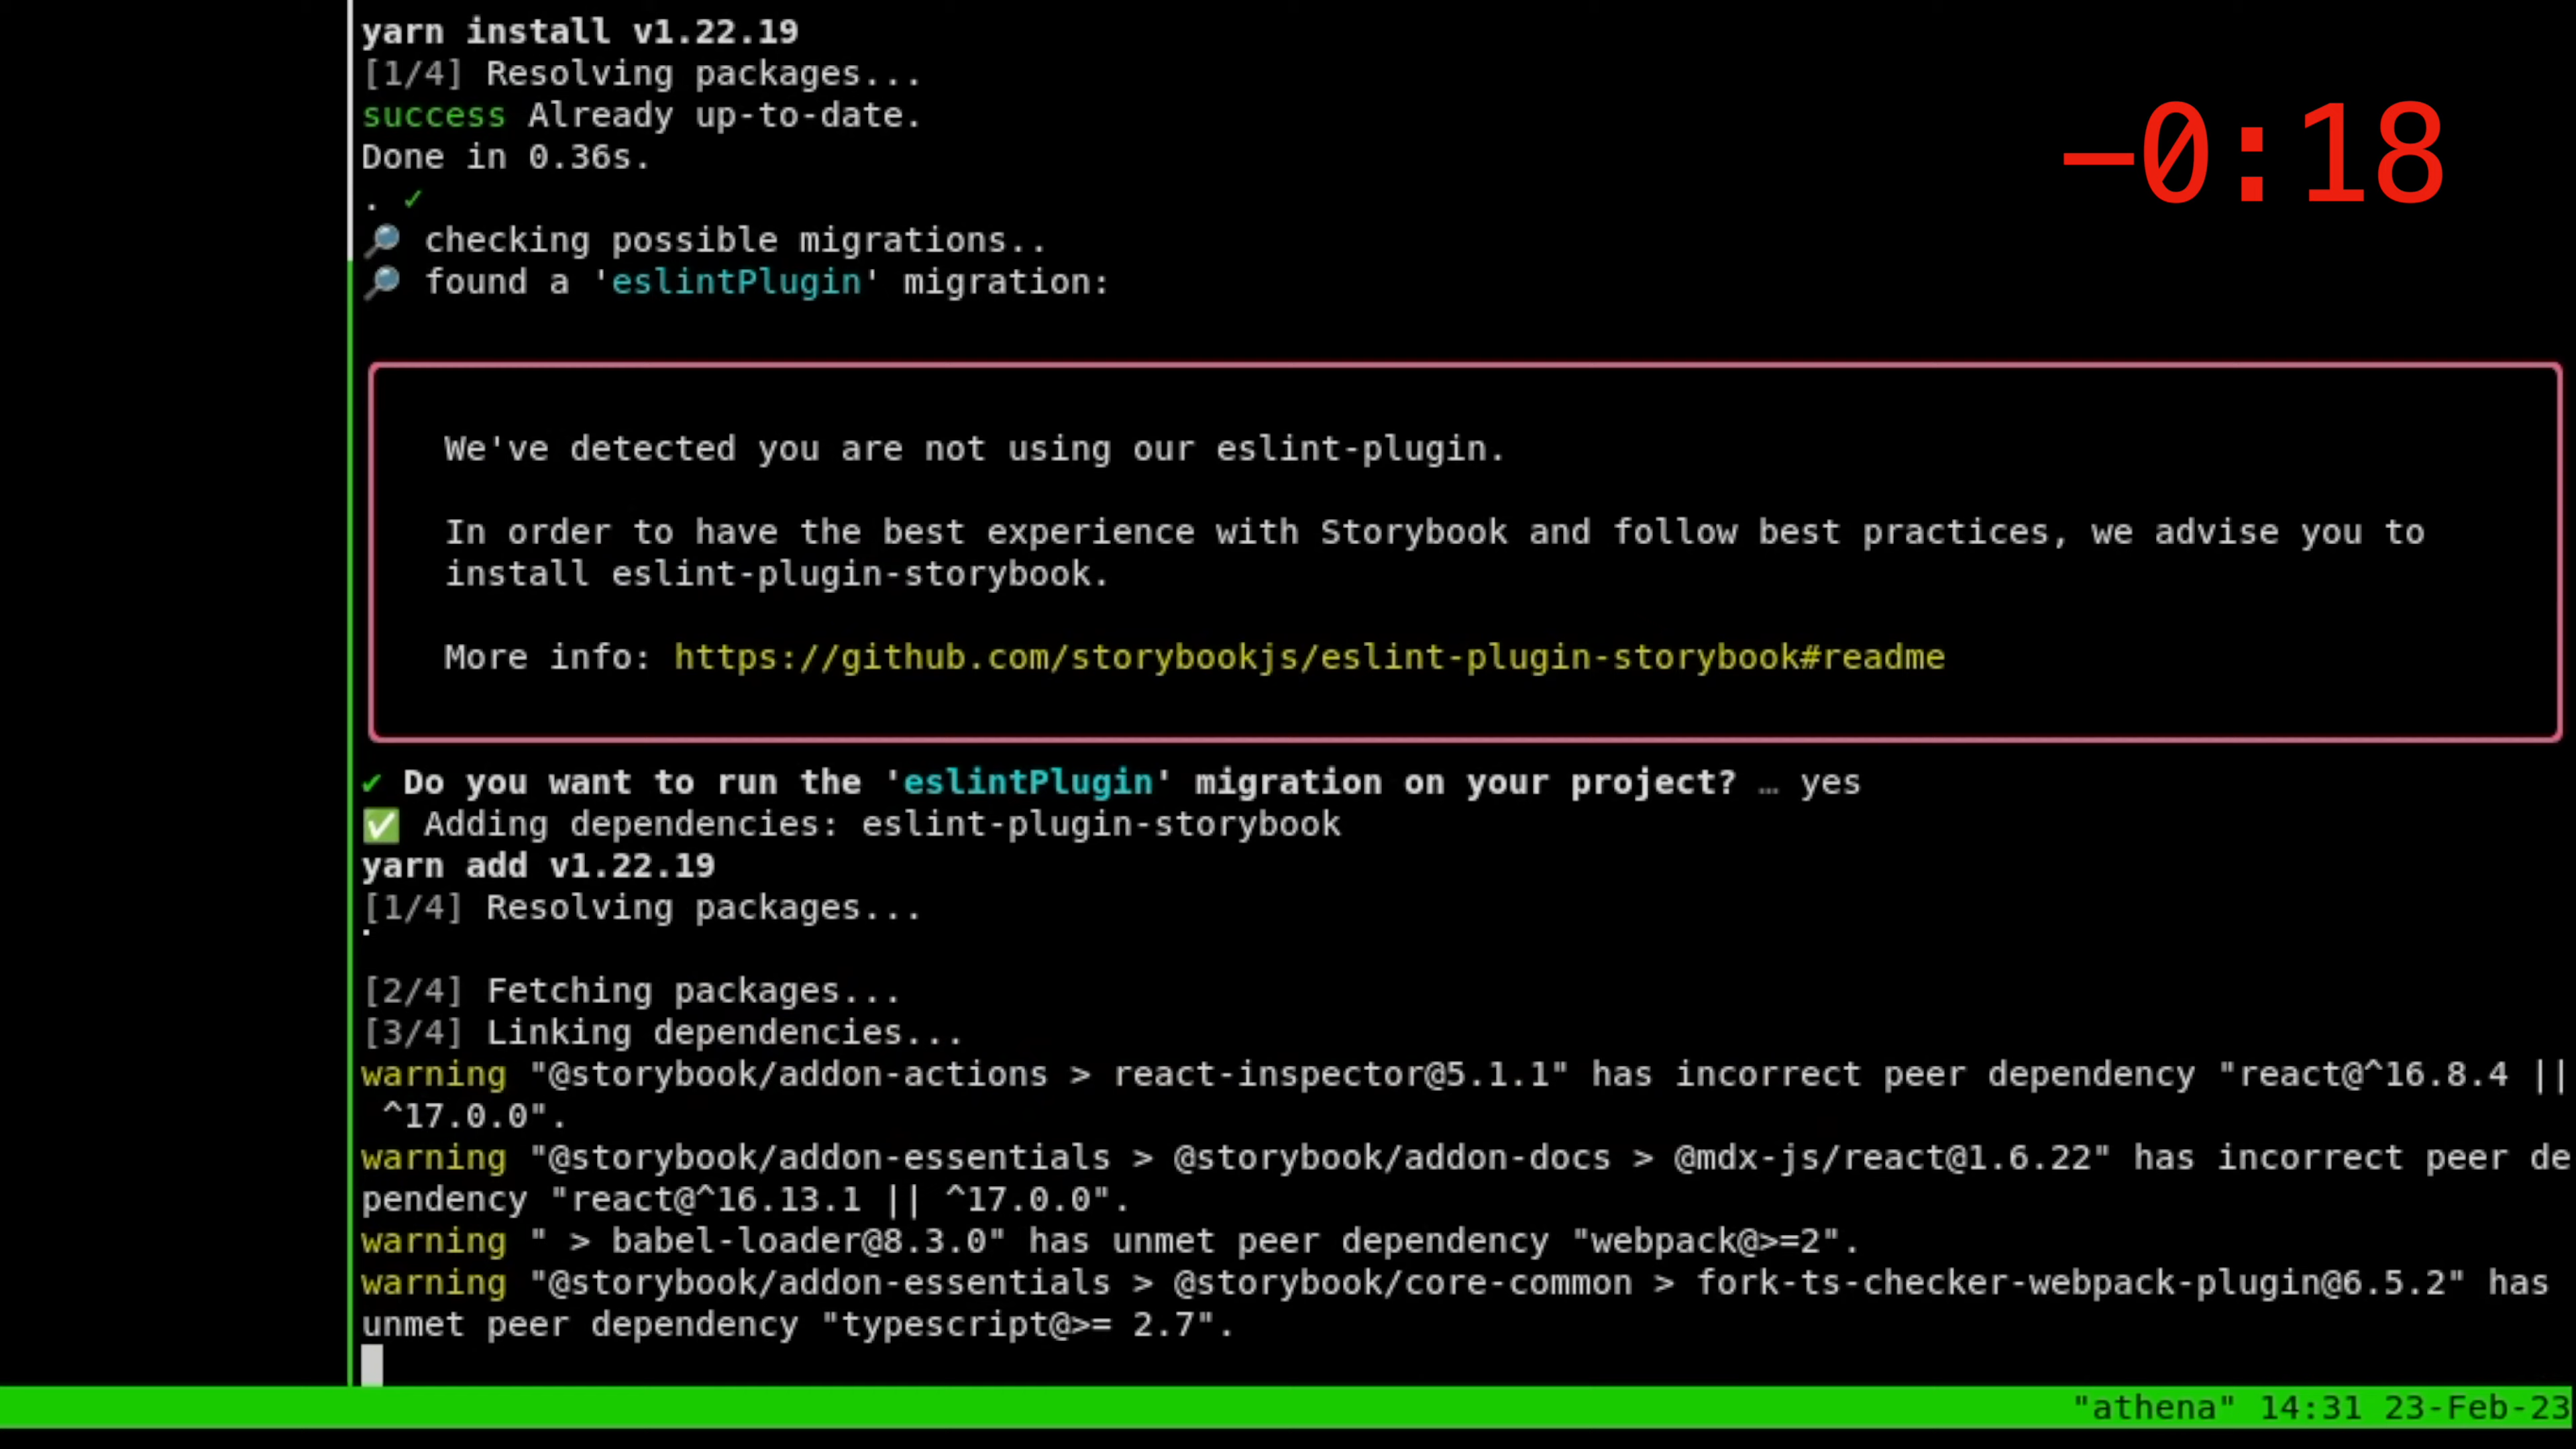 yarn install v1.22.19
[1/4] Resolving packages...
success Already up-to-date.
Done in 0.36s.
. ✓
🔎 checking possible migrations..
🔎 found a 'eslintPlugin' migration:
−0:18
We've detected you are not using our eslint-plugin.
In order to have the best experience with Storybook and follow best practices, we advise you to
install eslint-plugin-storybook.
More info: https://github.com/storybookjs/eslint-plugin-storybook#readme
✔ Do you want to run the 'eslintPlugin' migration on your project? … yes
✅ Adding dependencies: eslint-plugin-storybook
yarn add v1.22.19
[1/4] Resolving packages...
[2/4] Fetching packages...
[3/4] Linking dependencies...
warning "@storybook/addon-actions > react-inspector@5.1.1" has incorrect peer dependency "react@^16.8.4 ||
^17.0.0".
warning "@storybook/addon-essentials > @storybook/addon-docs > @mdx-js/react@1.6.22" has incorrect peer de
pendency "react@^16.13.1 || ^17.0.0".
warning " > babel-loader@8.3.0" has unmet peer dependency "webpack@>=2".
warning "@storybook/addon-essentials > @storybook/core-common > fork-ts-checker-webpack-plugin@6.5.2" has
unmet peer dependency "typescript@>= 2.7".
"athena" 14:31 23-Feb-23